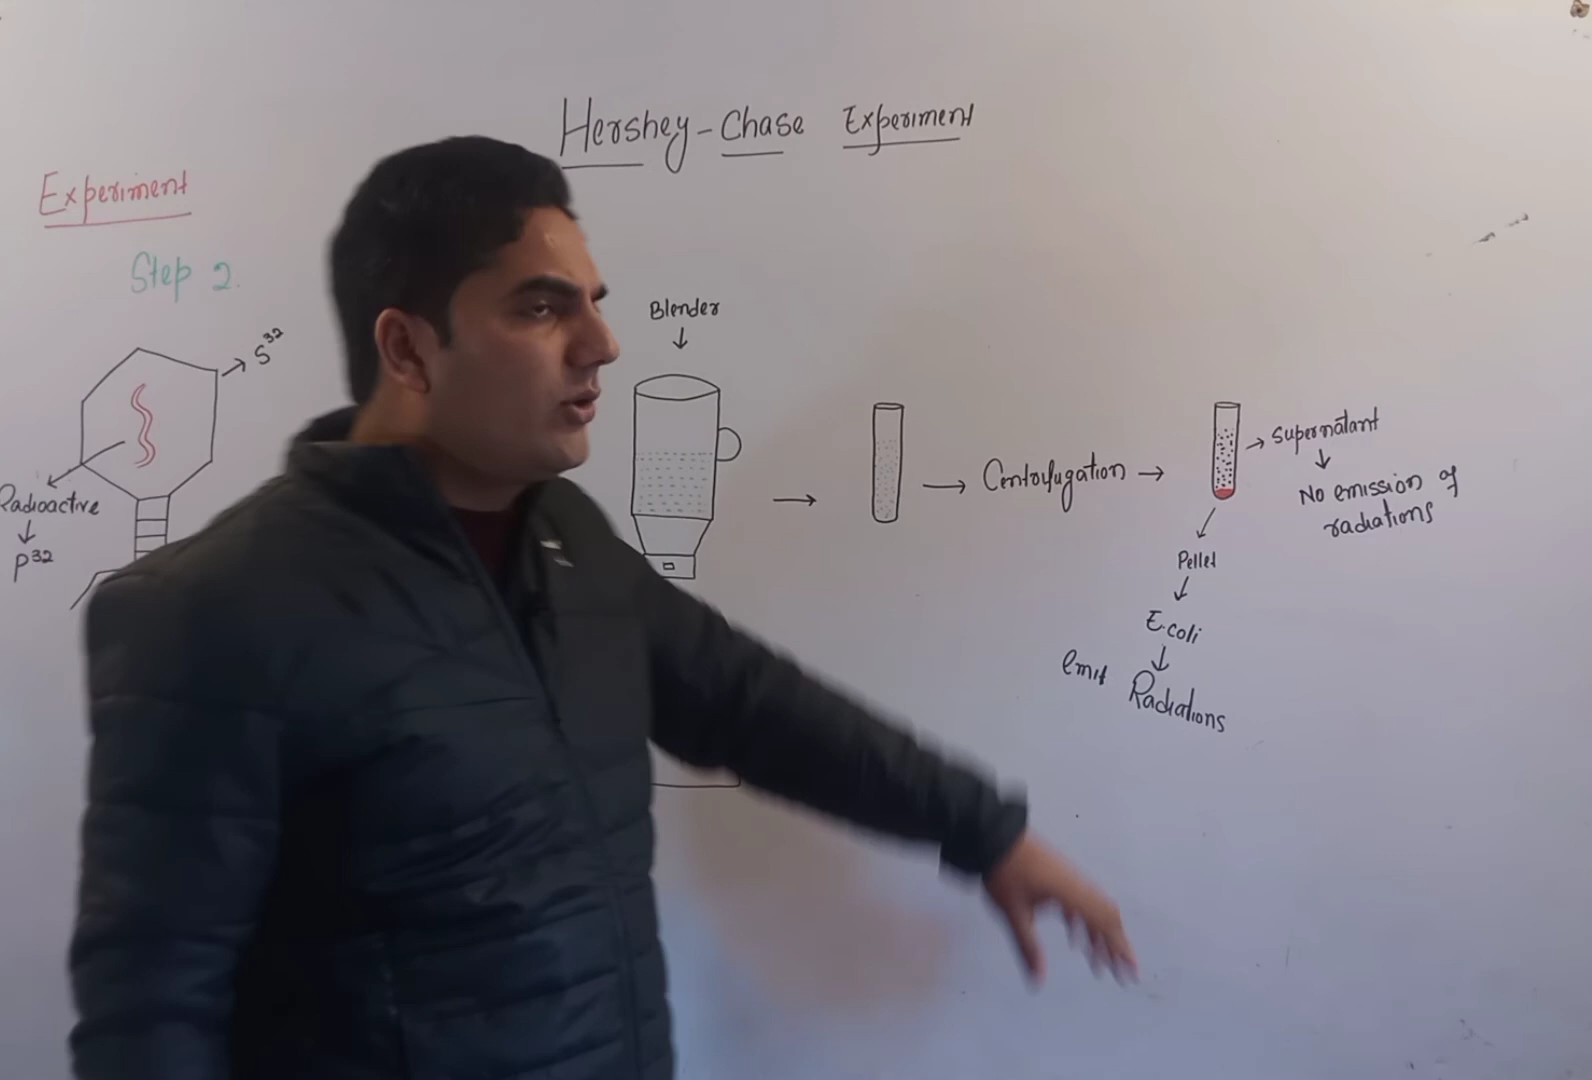 Hershey-Chase Experiment
Experiment
Step 2.
S32
Radioactive
P32
Blender
Centrifugation
Supernatant
No emission of
radiations
Pellet
E.coli
emit Radiations